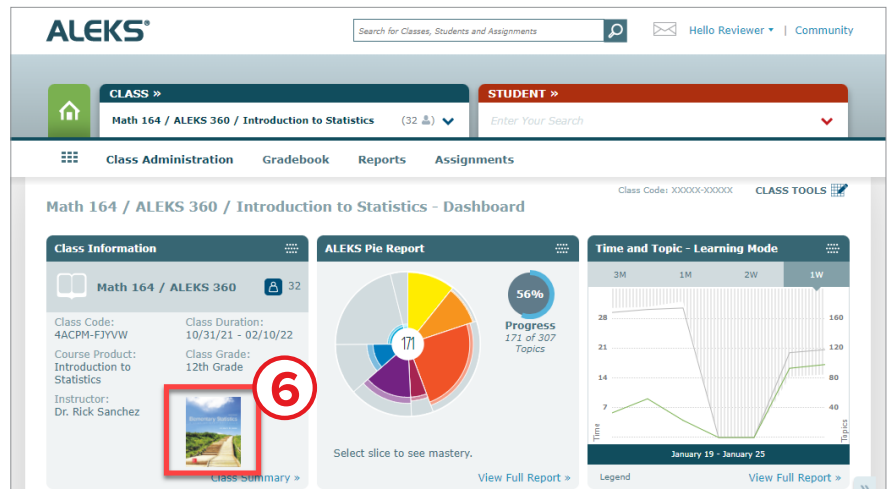 ALEKS®
Search for Classes, Students and Assignments
Hello Reviewer | Community
CLASS »
STUDENT »
Math 164 / ALEKS 360 / Introduction to Statistics (32)
Enter Your Search
Class Administration Gradebook Reports Assignments
Class Code: XXXXX-XXXXX CLASS TOOLS
Math 164 / ALEKS 360 / Introduction to Statistics - Dashboard
Class Information
Math 164 / ALEKS 360 32
Class Code:
4ACPM-FJYVW
Class Duration:
10/31/21 - 02/10/22
Course Product:
Introduction to
Statistics
Class Grade:
12th Grade
Instructor:
Dr. Rick Sanchez
Elementary Statistics
6
Class Summary »
ALEKS Pie Report
171
56%
Progress
171 of 307
Topics
Select slice to see mastery.
View Full Report »
Time and Topic - Learning Mode
3M 1M 2W 1W
28 160
21 120
14 80
7 40
Time
Topics
January 19 - January 25
Legend View Full Report »
»